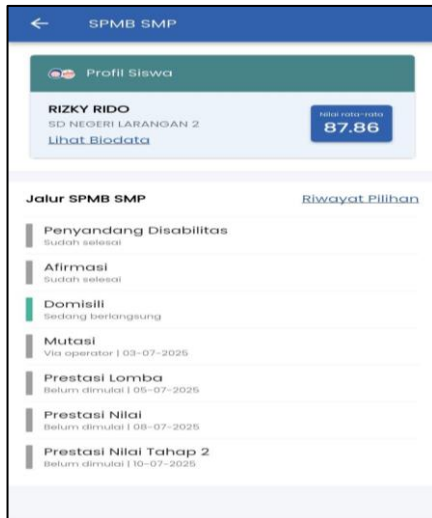 SPMB SMP
Profil Siswa
RIZKY RIDO
SD NEGERI LARANGAN 2
Lihat Biodata
Nilai rata-rata
87.86
Jalur SPMB SMP
Riwayat Pilihan
Penyandang Disabilitas
Sudah selesai
Afirmasi
Sudah selesai
Domisili
Sedang berlangsung
Mutasi
Via operator | 03-07-2025
Prestasi Lomba
Belum dimulai | 05-07-2025
Prestasi Nilai
Belum dimulai | 08-07-2025
Prestasi Nilai Tahap 2
Belum dimulai | 10-07-2025